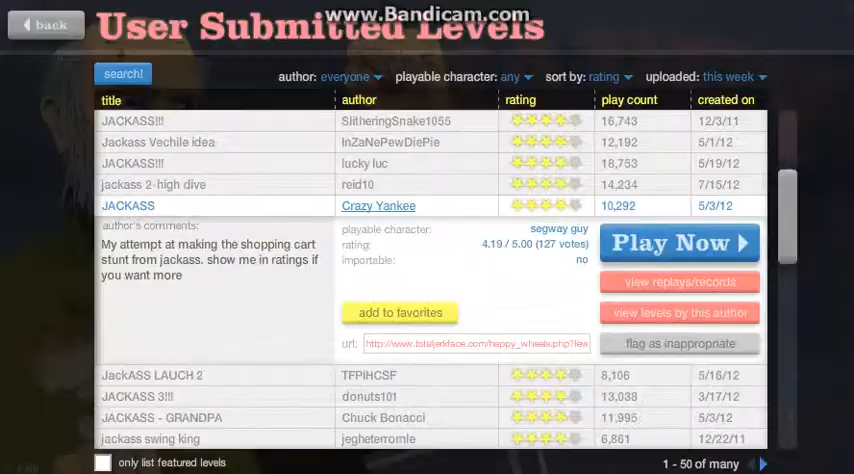 www.Bandicam.com
back
User Submitted Levels
search!
author: everyone playable character: any sort by: rating uploaded: this week
title author rating play count created on
JACKASS!!! SlitheringSnake1055 16,743 12/3/11
Jackass Vechile idea InZaNePewDiePie 12,192 5/1/12
JACKASS!!! lucky luc 18,753 5/19/12
jackass 2-high dive reid10 14,234 7/15/12
JACKASS Crazy Yankee 10,292 5/3/12
author's comments:
My attempt at making the shopping cart
stunt from jackass. show me in ratings if
you want more
playable character: segway guy
rating: 4.19 / 5.00 (127 votes)
importable: no
add to favorites
url: http://www.totaljerkface.com/happy_wheels.php?lev
Play Now
view replays/records
view levels by this author
flag as inappropriate
JackASS LAUCH 2 TFPIHCSF 8,106 5/16/12
JACKASS 3!!! donuts101 13,038 3/17/12
JACKASS - GRANDPA Chuck Bonacci 11,995 5/3/12
jackass swing king jegheterromle 6,861 12/22/11
only list featured levels
1 - 50 of many